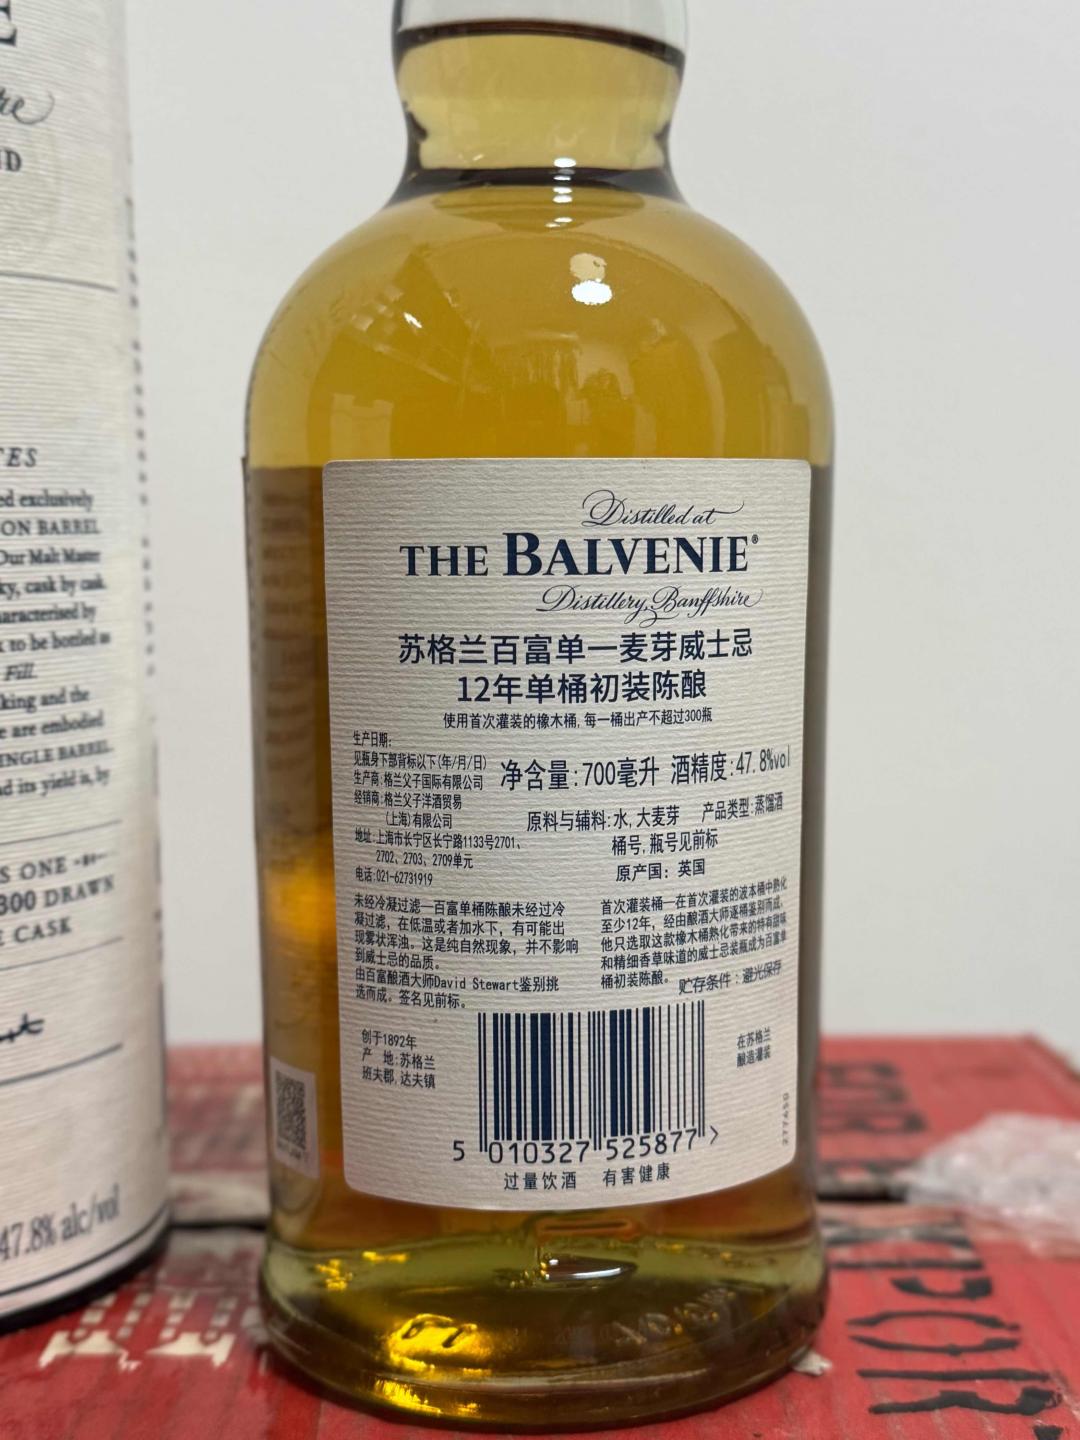 Distilled at
THE BALVENIE®
Distillery, Banffshire
苏格兰百富单一麦芽威士忌
12年单桶初装陈酿
使用首次灌装的橡木桶,每一桶出产不超过300瓶
生产日期:
见瓶身下部背标以下(年/月/日)
生产商:格兰父子国际有限公司
经销商:格兰父子洋酒贸易
(上海)有限公司
地址:上海市长宁区长宁路1133号2701、
2702、2703、2709单元
电话:021-62731919
净含量:700毫升 酒精度:47.8%vol
原料与辅料:水,大麦芽 产品类型:蒸馏酒
桶号,瓶号见前标
原产国: 英国
未经冷凝过滤—百富单桶陈酿未经过冷
凝过滤, 在低温或者加水下, 有可能出
现雾状浑浊。这是纯自然现象, 并不影响
到威士忌的品质。
由百富酿酒大师David Stewart鉴别挑
选而成。签名见前标。
首次灌装桶—在首次灌装的波本桶中熟化
至少12年, 经由酿酒大师逐桶鉴别而成,
他只选取这款橡木桶熟化带来的特有甜味
和精细香草味道的威士忌装瓶成为百富单
桶初装陈酿。
贮存条件:避光保存
创于1892年
产 地:苏格兰
班夫郡,达夫镇
在苏格兰
酿造灌装
5 010327 525877 >
过量饮酒 有害健康
TES
ed exclusively
ON BARREL
Our Malt Master
ky, cask by cask
haracterised by
to be bottled as
Fill.
king and the
e are embodied
INGLE BARREL
nd its yield is, by
S ONE
300 DRAWN
E CASK
47.8% alc/vol